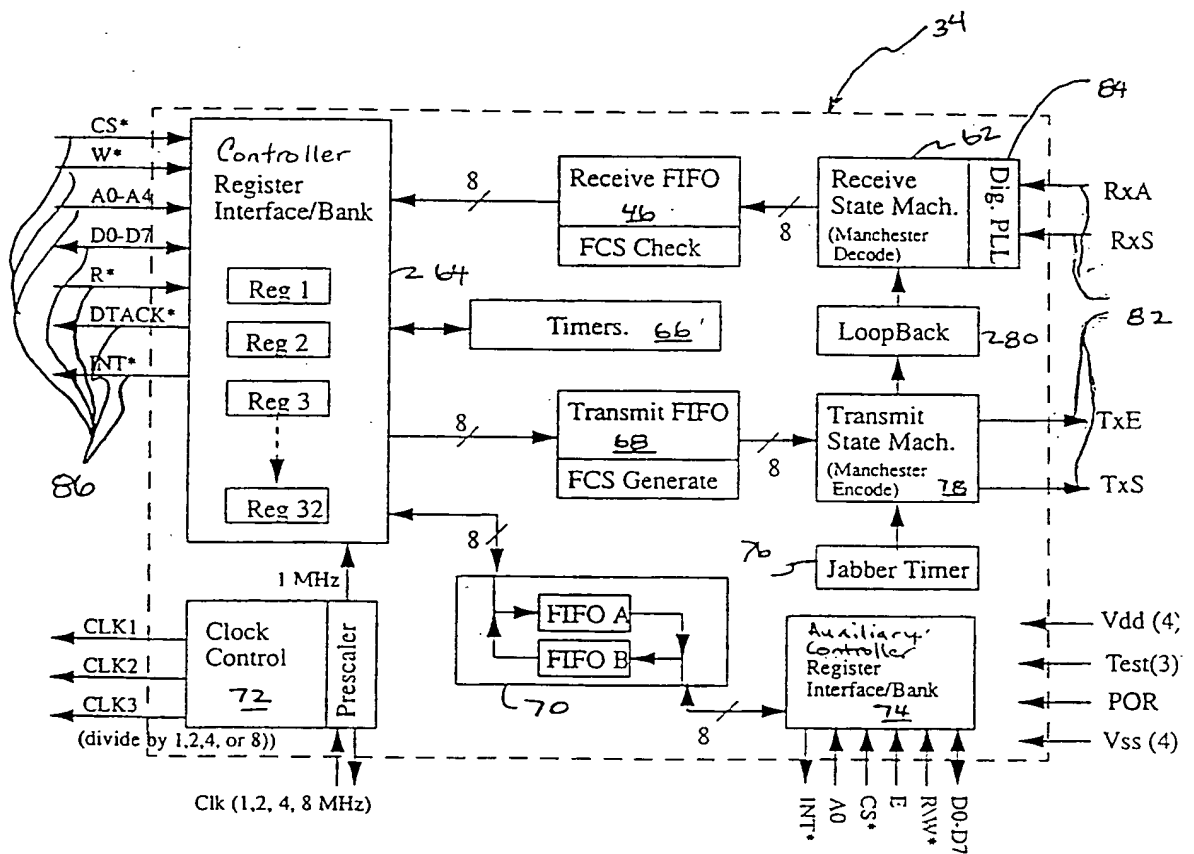 34
84
62
CS*
W*
A0-A4
D0-D7
R*
DTACK*
INT*
86
Controller
Register
Interface/Bank
Reg 1
Reg 2
Reg 3
Reg 32
64
8
Receive FIFO
46
FCS Check
8
Receive
State Mach.
(Manchester
Decode)
Dig. PLL
RxA
RxS
82
Timers. 66'
LoopBack
80
8
Transmit FIFO
68
FCS Generate
8
Transmit
State Mach.
(Manchester
Encode) 78
TxE
TxS
76
Jabber Timer
8
1 MHz
CLK1
CLK2
CLK3
(divide by 1,2,4, or 8))
Clock
Control
72
Prescaler
Clk (1,2, 4, 8 MHz)
FIFO A
FIFO B
70
8
Auxiliary
Controller
Register
Interface/Bank
74
INT*
A0
CS*
E
R\W*
D0-D7
Vdd (4)
Test(3)
POR
Vss (4)